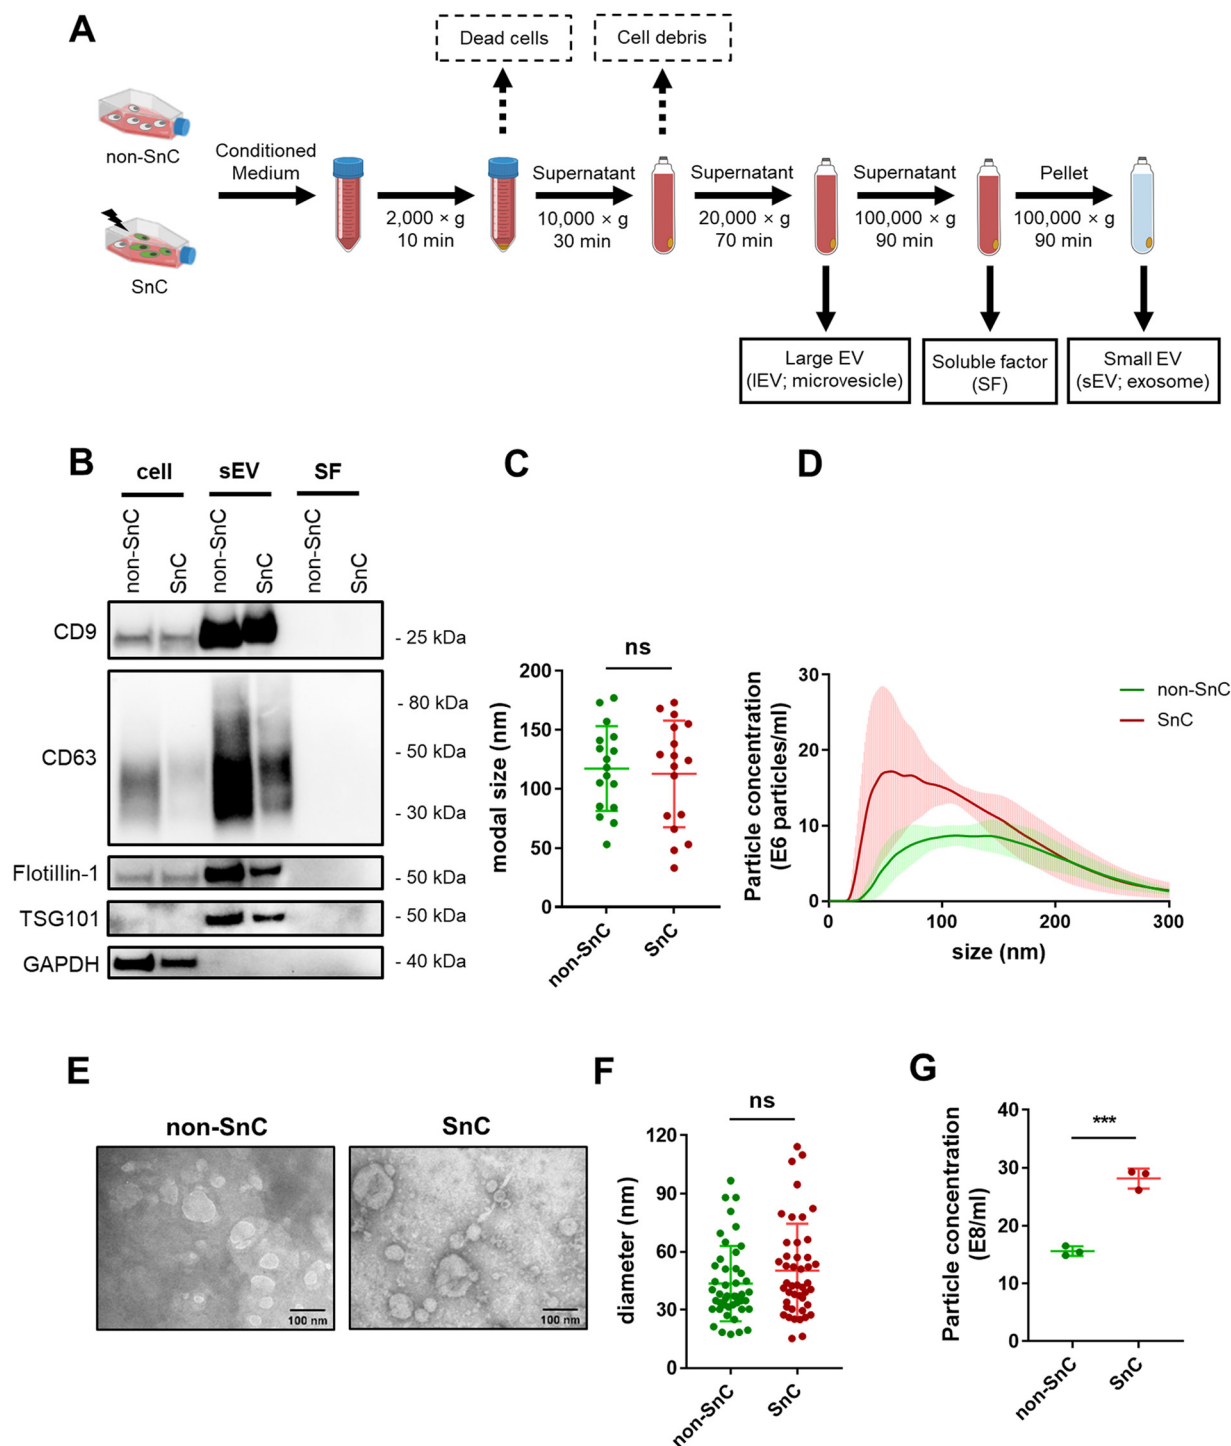 A
Dead cells
Cell debris
non-SnC
SnC
Conditioned
Medium
2,000 × g
10 min
Supernatant
10,000 × g
30 min
Supernatant
20,000 × g
70 min
Supernatant
100,000 × g
90 min
Pellet
100,000 × g
90 min
Large EV
(lEV; microvesicle)
Soluble factor
(SF)
Small EV
(sEV; exosome)
B
cell
sEV
SF
non-SnC
SnC
non-SnC
SnC
non-SnC
SnC
CD9
- 25 kDa
CD63
- 80 kDa
- 50 kDa
- 30 kDa
Flotillin-1
- 50 kDa
TSG101
- 50 kDa
GAPDH
- 40 kDa
C
ns
modal size (nm)
200
150
100
50
0
non-SnC
SnC
D
Particle concentration
(E6 particles/ml)
30
20
10
0
0
100
200
300
size (nm)
non-SnC
SnC
E
non-SnC
SnC
100 nm
100 nm
F
ns
diameter (nm)
120
90
60
30
0
non-SnC
SnC
G
***
Particle concentration
(E8/ml)
40
30
20
10
0
non-SnC
SnC